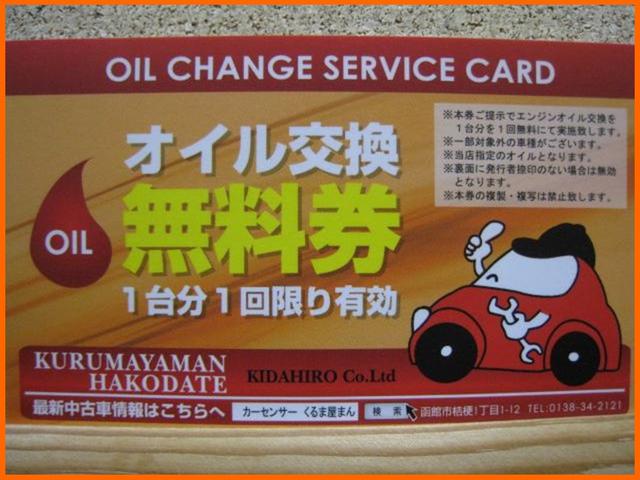 OIL CHANGE SERVICE CARD
オイル交換
無料券
1台分1回限り有効
OIL
※本券ご提示でエンジンオイル交換を
1台分を1回無料にて実施致します。
※一部対象外の車種がございます。
※当店指定のオイルとなります。
※裏面に発行者捺印のない場合は無効
となります。
※本券の複製・複写は禁止致します。
KURUMAYAMAN
HAKODATE
KIDAHIRO Co.Ltd
最新中古車情報はこちらへ カーセンサー くるま屋まん 検 索 函館市桔梗1丁目1-12 TEL:0138-34-2121